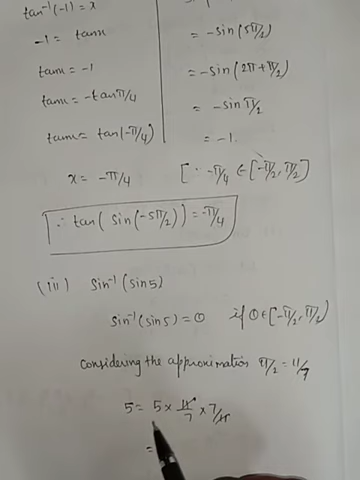 tan⁻¹(-1) = x
-1 = tanx
tanx = -1
tanx = -tanπ/4
tanx = tan(-π/4)
x = -π/4
= -sin(5π/2)
= -sin(2π+π/2)
= -sinπ/2
= -1.
[∵ -π/4 ∈ [-π/2, π/2]
∴ tan( sin(-5π/2)) = -π/4
(iii) sin⁻¹(sin5)
sin⁻¹(sin5) = θ if θ∈[-π/2, π/2)
Considering the approximation π/2 = 11/7
5 = 5 × 11/7 × 7/11
=